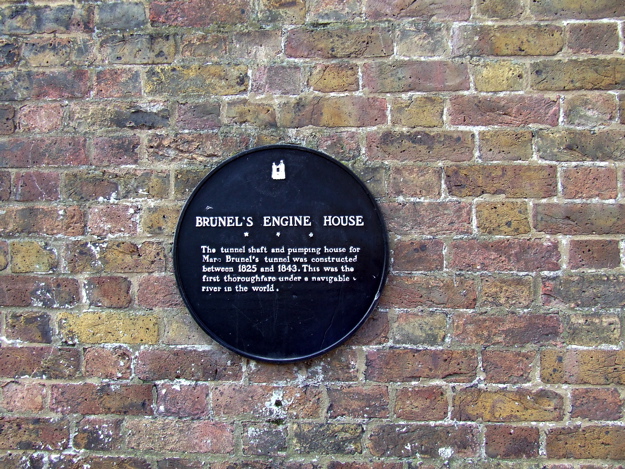 BRUNEL'S ENGINE HOUSE
The tunnel shaft and pumping house for
Marc Brunel's tunnel was constructed
between 1825 and 1843. This was the
first thoroughfare under a navigable
river in the world.